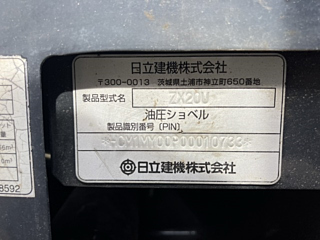 日立建機株式会社
〒300-0013 茨城県土浦市神立町650番地
製品型式名
ZX20U
油圧ショベル
製品識別番号(PIN)
日立建機株式会社
8592